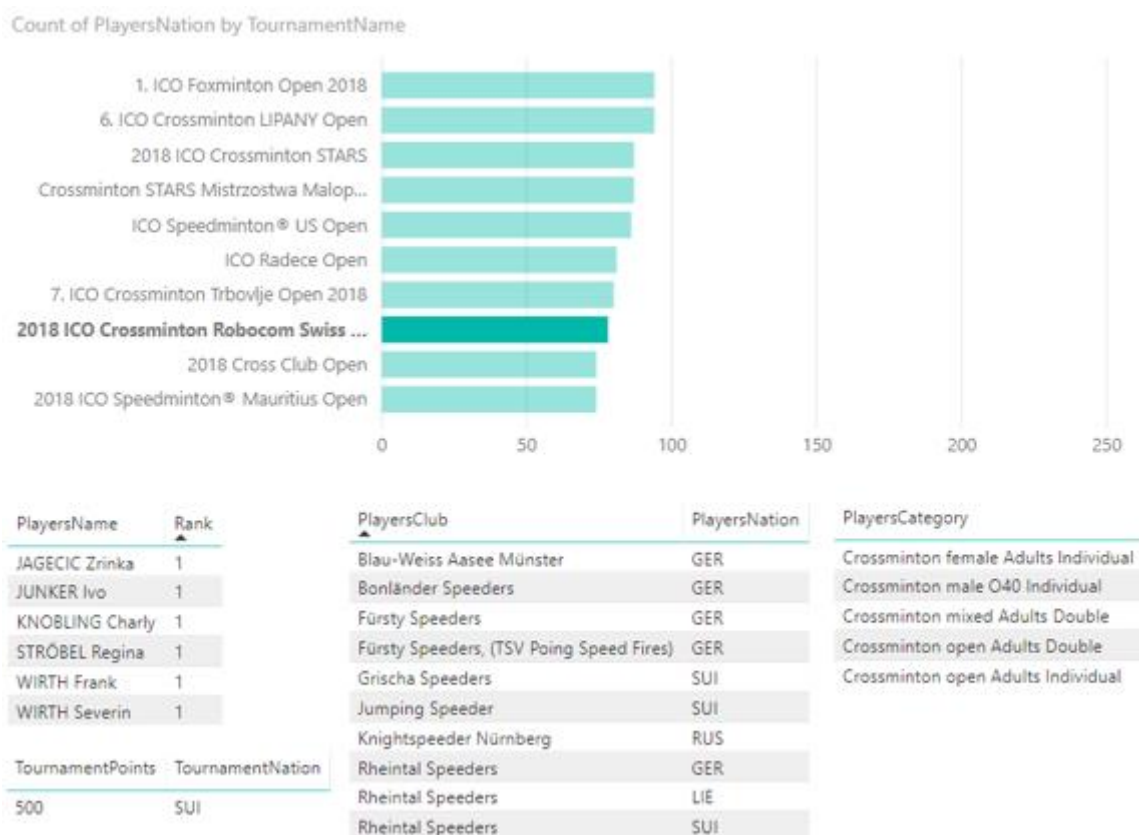 Count of PlayersNation by TournamentName
1. ICO Foxminton Open 2018
6. ICO Crossminton LIPANY Open
2018 ICO Crossminton STARS
Crossminton STARS Mistrzostwa Malop...
ICO Speedminton® US Open
ICO Radece Open
7. ICO Crossminton Trbovlje Open 2018
2018 ICO Crossminton Robocom Swiss ...
2018 Cross Club Open
2018 ICO Speedminton® Mauritius Open
0 50 100 150 200 250
PlayersName Rank
JAGECIC Zrinka 1
JUNKER Ivo 1
KNOBLING Charly 1
STRÖBEL Regina 1
WIRTH Frank 1
WIRTH Severin 1
TournamentPoints TournamentNation
500 SUI
PlayersClub PlayersNation
Blau-Weiss Aasee Münster GER
Bonländer Speeders GER
Fürsty Speeders GER
Fürsty Speeders, (TSV Poing Speed Fires) GER
Grischa Speeders SUI
Jumping Speeder SUI
Knightspeeder Nürnberg RUS
Rheintal Speeders GER
Rheintal Speeders LIE
Rheintal Speeders SUI
PlayersCategory
Crossminton female Adults Individual
Crossminton male O40 Individual
Crossminton mixed Adults Double
Crossminton open Adults Double
Crossminton open Adults Individual